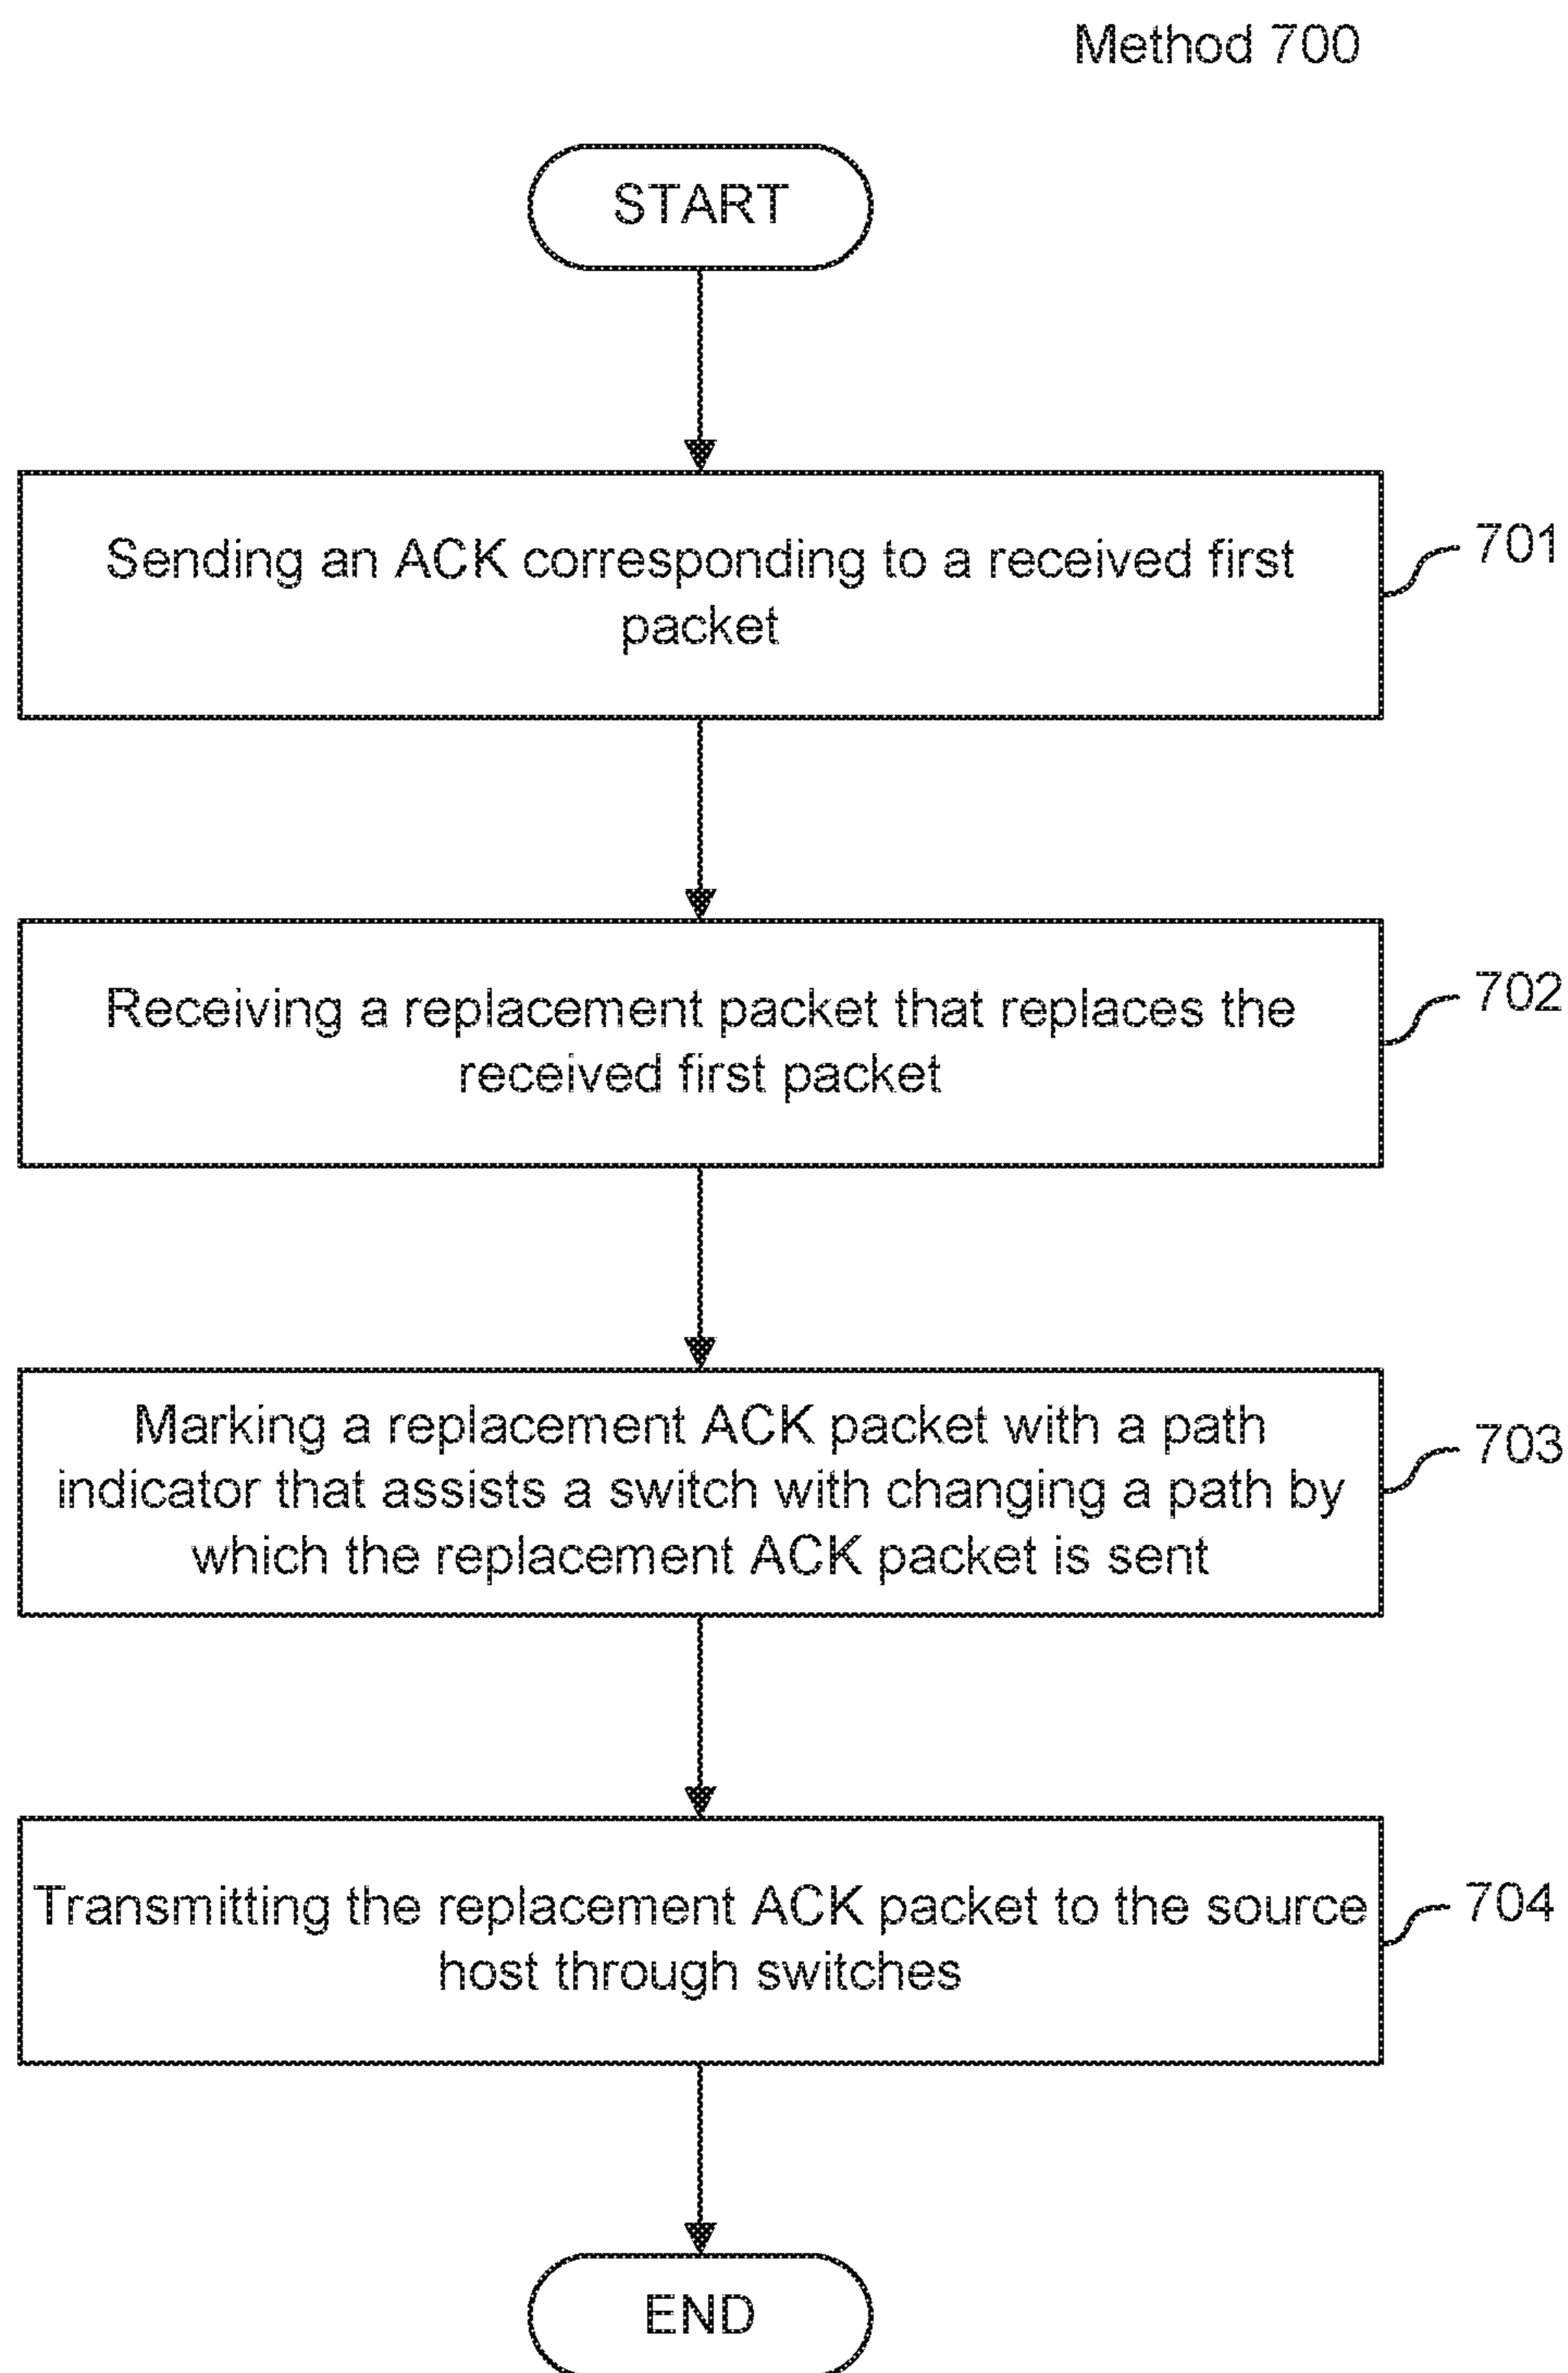 Method 700
START
Sending an ACK corresponding to a received first
packet
701
Receiving a replacement packet that replaces the
received first packet
702
Marking a replacement ACK packet with a path
indicator that assists a switch with changing a path by
which the replacement ACK packet is sent
703
Transmitting the replacement ACK packet to the source
host through switches
704
END